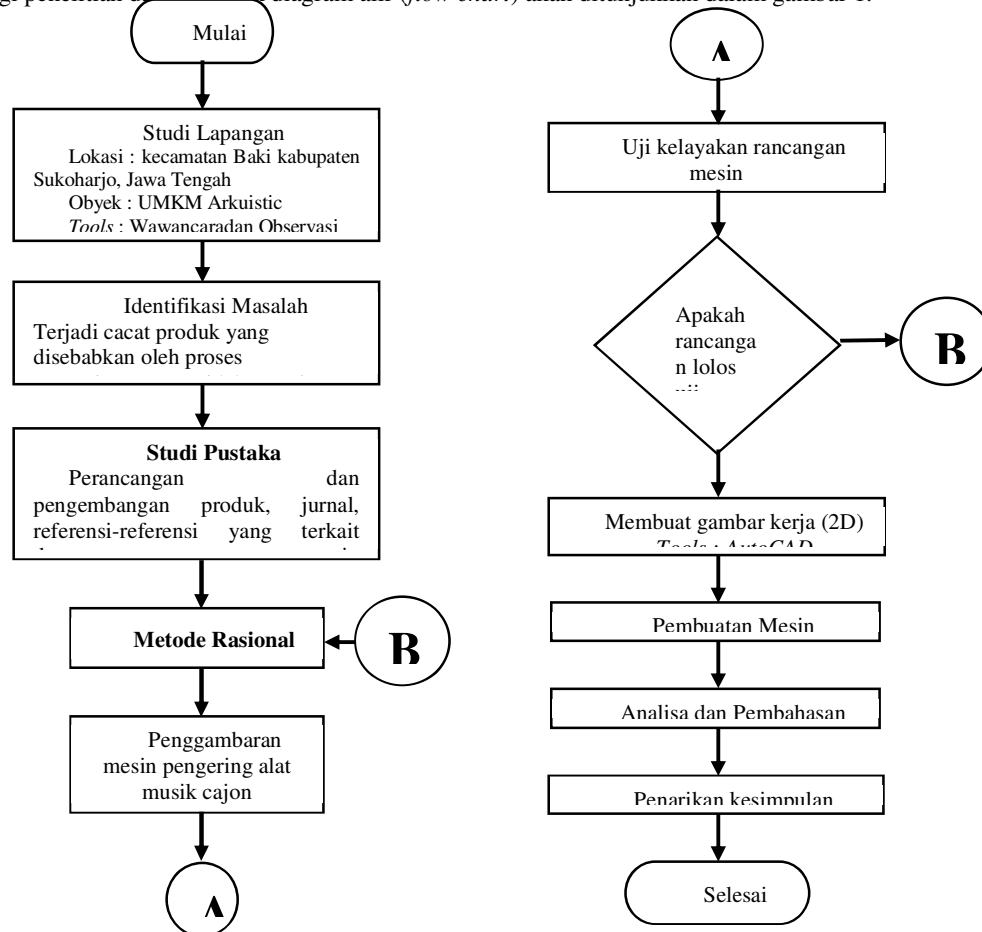 Mulai
Studi Lapangan
Lokasi : kecamatan Baki kabupaten
Sukoharjo, Jawa Tengah
Obyek : UMKM Arkuistic
Tools : Wawancaradan Observasi
Identifikasi Masalah
Terjadi cacat produk yang
disebabkan oleh proses
Studi Pustaka
Perancangan dan
pengembangan produk, jurnal,
referensi-referensi yang terkait
Metode Rasional
B
Penggambaran
mesin pengering alat
musik cajon
A
A
Uji kelayakan rancangan
mesin
Apakah
rancanga
n lolos
uji
B
Membuat gambar kerja (2D)
Tools : AutoCAD
Pembuatan Mesin
Analisa dan Pembahasan
Penarikan kesimpulan
Selesai